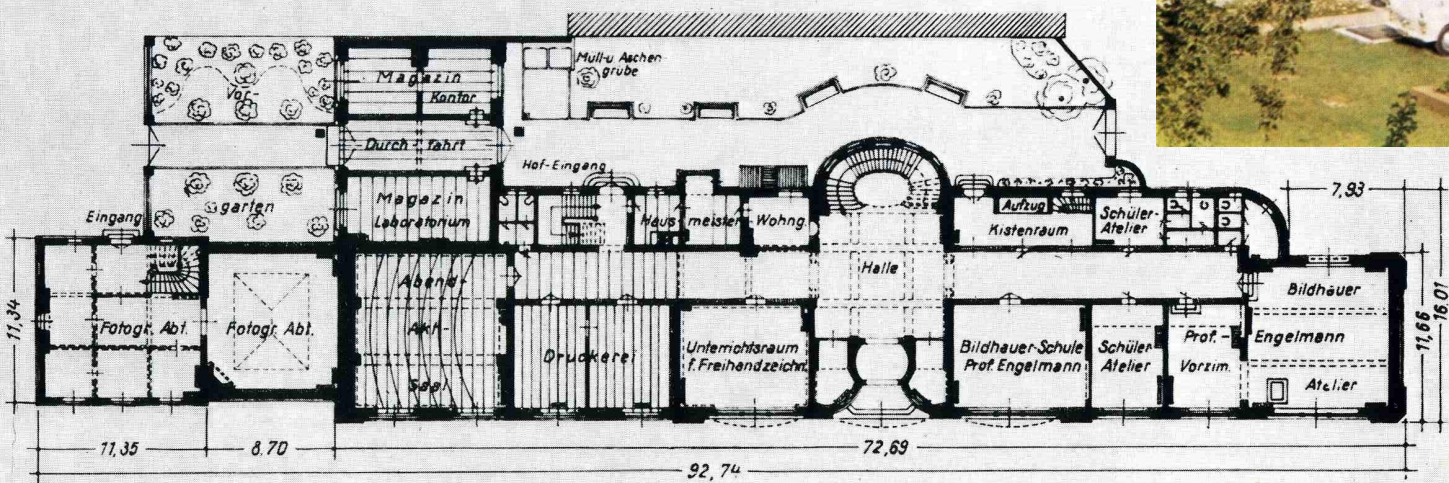 Müll-u Aschen
grube
Vor-
Magazin
Kontor
Durch fahrt
Hof-Eingang
garten
Magazin
Laboratorium
Eingang
Haus-
meister
Wohng.
Aufzug
Kistenraum
Schüler-
Atelier
7,93
Halle
11,34
Fotogr. Abt.
Fotogr. Abt.
Abend-
Akt-
Saal
Druckerei
Unterrichtsraum
f. Freihandzeichn.
Bildhauer-Schule
Prof. Engelmann
Schüler
Atelier
Prof. -
Vorzim.
Bildhauer
Engelmann
Atelier
11,66
16,01
11,35
8.70
72,69
92,74